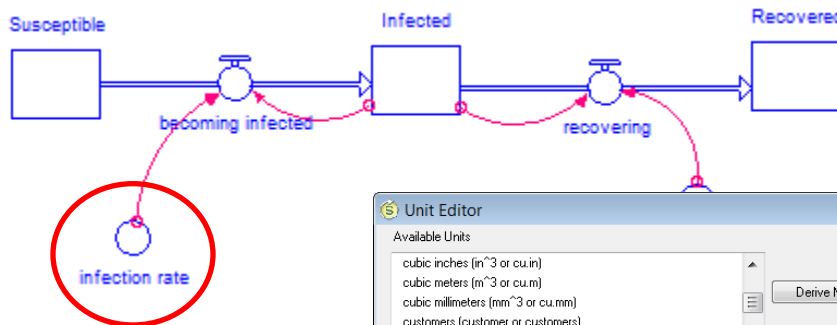 Susceptible
Infected
Recovered
becoming infected
recovering
infection rate
Unit Editor
Available Units
cubic inches (in^3 or cu.in)
cubic meters (m^3 or cu.m)
Derive
cubic millimeters (mm^3 or cu.mm)
customers (customer or customers)